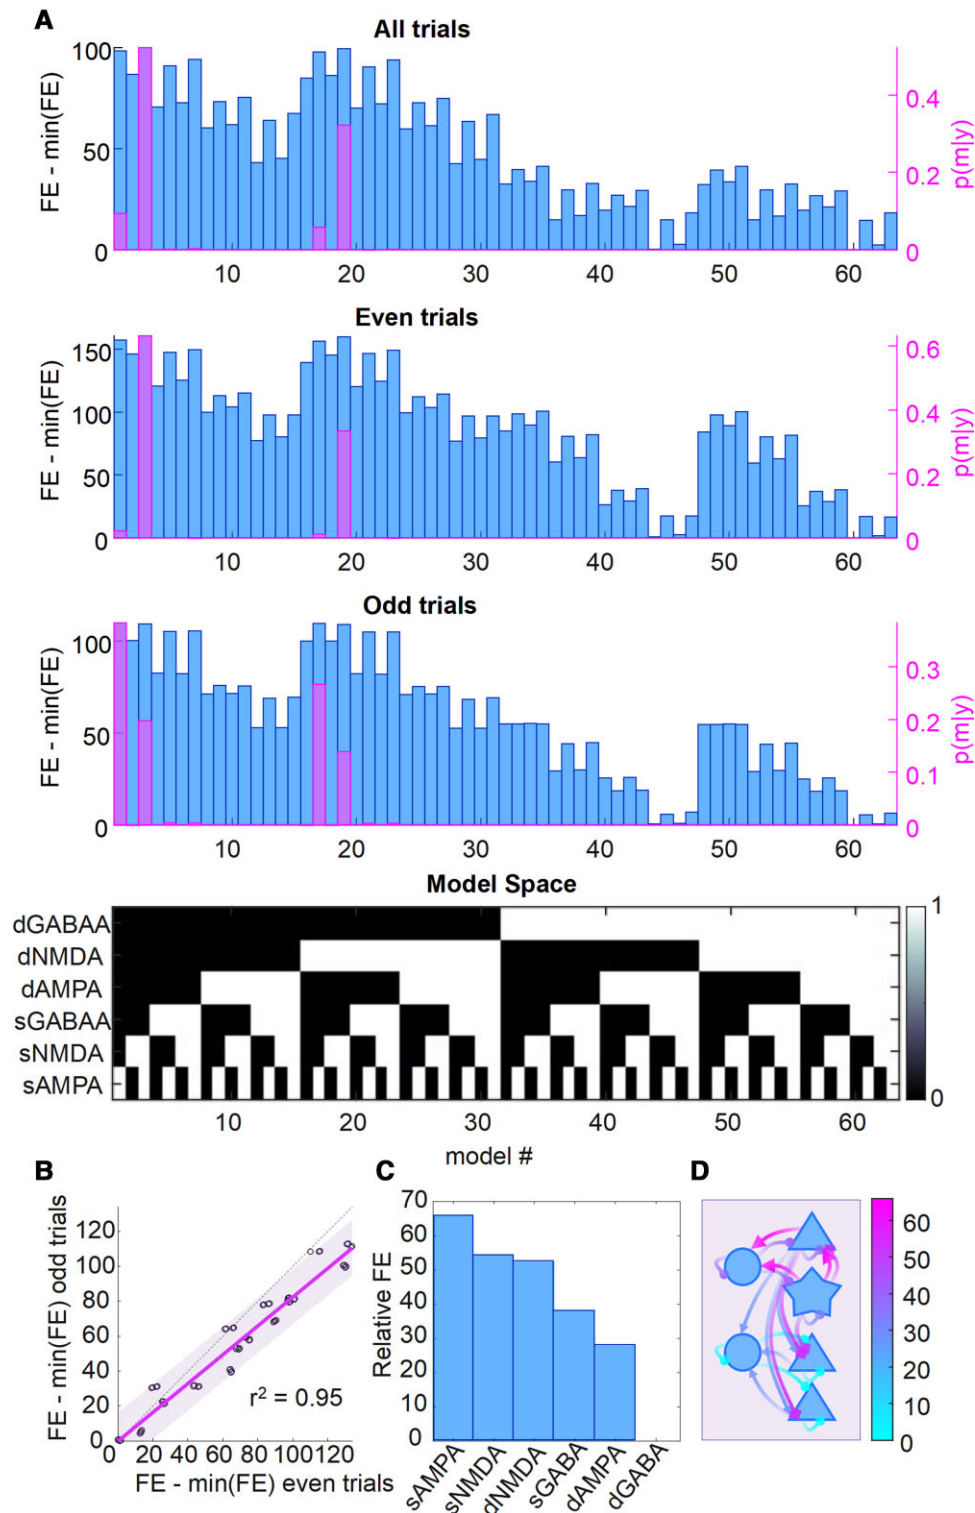 A
All trials
FE - min(FE)
100
50
0
10 20 30 40 50 60
0.4
0.2
0
p(m|y)
Even trials
FE - min(FE)
150
100
50
0
10 20 30 40 50 60
0.6
0.4
0.2
0
p(m|y)
Odd trials
FE - min(FE)
100
50
0
10 20 30 40 50 60
0.3
0.2
0.1
0
p(m|y)
Model Space
dGABAA
dNMDA
dAMPA
sGABAA
sNMDA
sAMPA
1
0
10 20 30 40 50 60
model #
B
FE - min(FE) odd trials
120
100
80
60
40
20
0
r² = 0.95
20 40 60 80 100 120
FE - min(FE) even trials
C
Relative FE
70
60
50
40
30
20
10
0
sAMPA
sNMDA
dNMDA
sGABA
dAMPA
dGABA
D
60
50
40
30
20
10
0